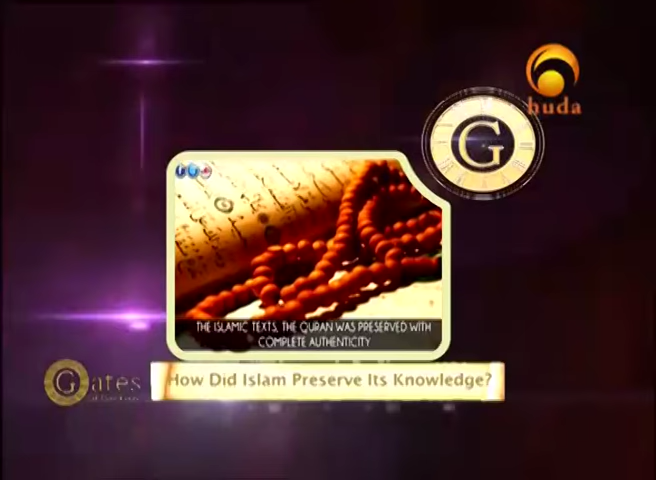 huda
G
THE ISLAMIC TEXTS, THE QURAN WAS PRESERVED WITH
COMPLETE AUTHENTICITY
Gates
How Did Islam Preserve Its Knowledge?